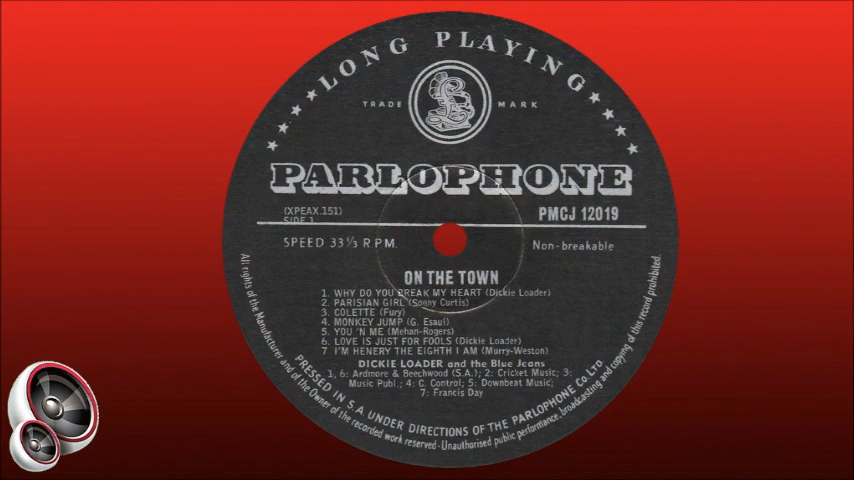 LONG PLAYING
TRADE MARK
PARLOPHONE
(XPEAX.151)
SIDE 1
PMCJ 12019
SPEED 33⅓ R.P.M.
Non-breakable
ON THE TOWN
1. WHY DO YOU BREAK MY HEART (Dickie Loader)
2. PARISIAN GIRL (Sonny Curtis)
3. COLETTE (Fury)
4. MONKEY JUMP (G. Esaul)
5. YOU 'N ME (Mehan-Rogers)
6. LOVE IS JUST FOR FOOLS (Dickie Loader)
7 I'M HENERY THE EIGHTH I AM (Murry-Weston)
DICKIE LOADER and the Blue Jeans
1, 6: Ardmore & Beechwood (S.A.); 2: Cricket Music; 3:
Music Publ.; 4: C. Control; 5: Downbeat Music;
7: Francis Day
PRESSED IN S.A. UNDER DIRECTIONS OF THE PARLOPHONE CO. LTD.
All rights of the Manufacturer and of the Owner of the recorded work reserved · Unauthorised public performance, broadcasting and copying of this record prohibited.